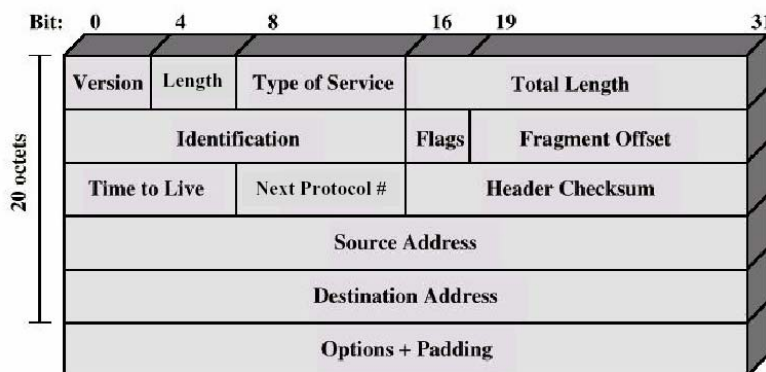 Bit: 0 4 8 16 19 31
Version Length Type of Service Total Length
Identification Flags Fragment Offset
Time to Live Next Protocol # Header Checksum
Source Address
Destination Address
Options + Padding
20 octets